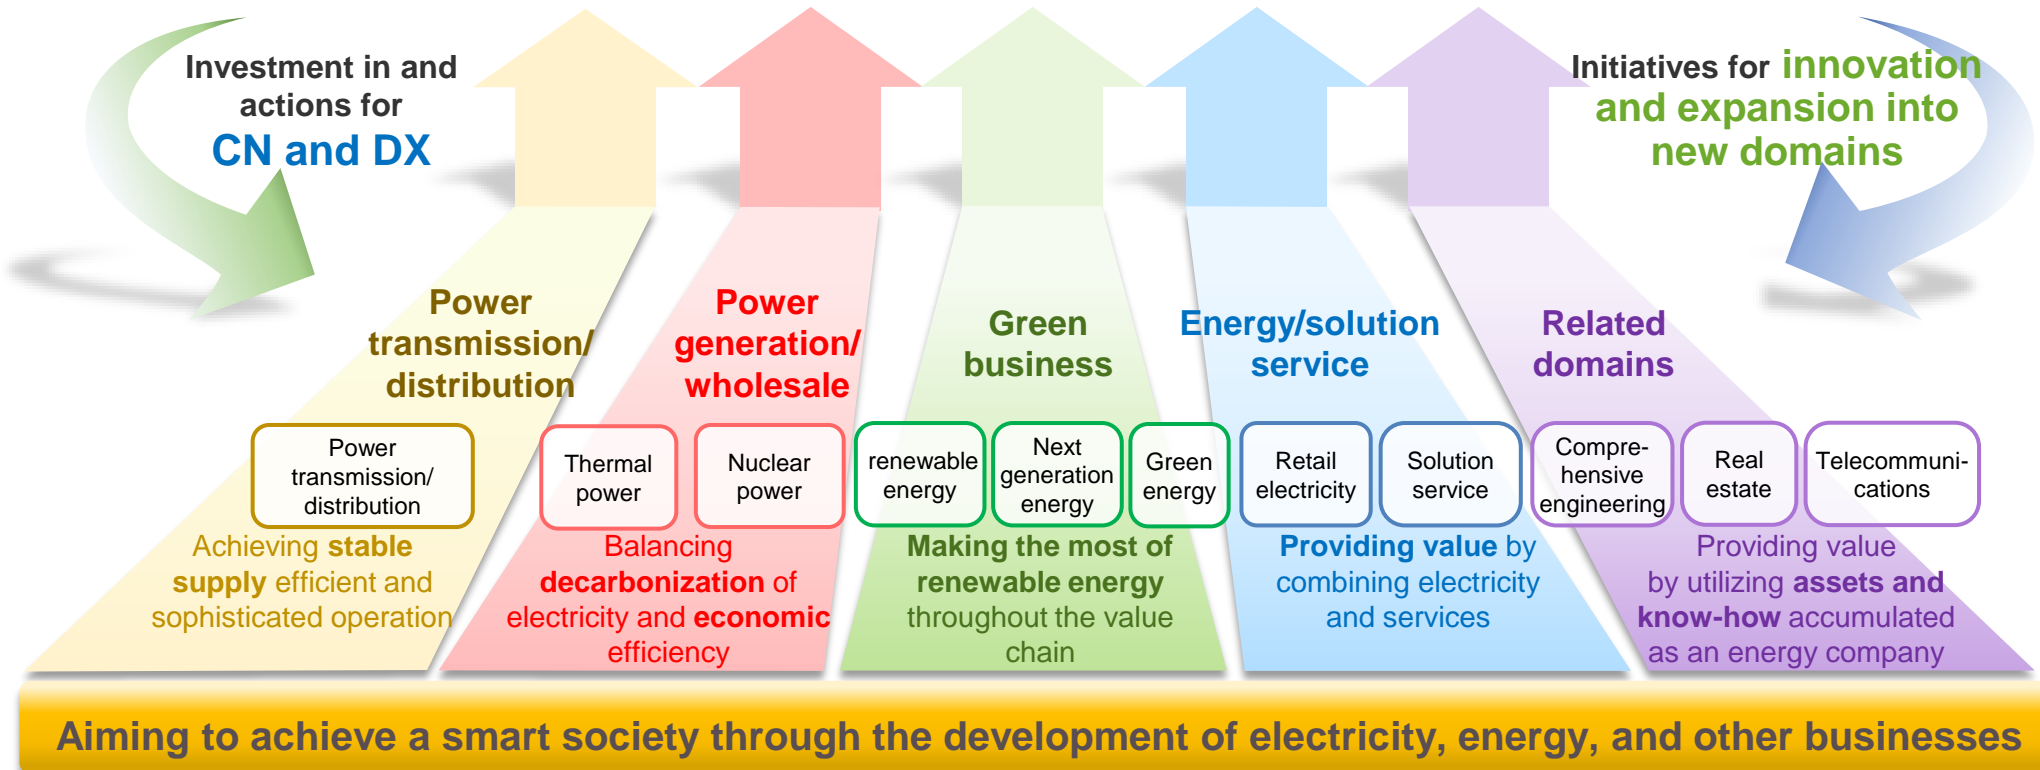 Investment in and
actions for
CN and DX
Initiatives for innovation
and expansion into
new domains
Power
transmission/
distribution
Power
generation/
wholesale
Green
business
Energy/solution
service
Related
domains
Power
transmission/
distribution
Thermal
power
Nuclear
power
renewable
energy
Next
generation
energy
Green
energy
Retail
electricity
Solution
service
Compre-
hensive
engineering
Real
estate
Telecommuni-
cations
Achieving stable
supply efficient and
sophisticated operation
Balancing
decarbonization of
electricity and economic
efficiency
Making the most of
renewable energy
throughout the value
chain
Providing value by
combining electricity
and services
Providing value
by utilizing assets and
know-how accumulated
as an energy company
Aiming to achieve a smart society through the development of electricity, energy, and other businesses